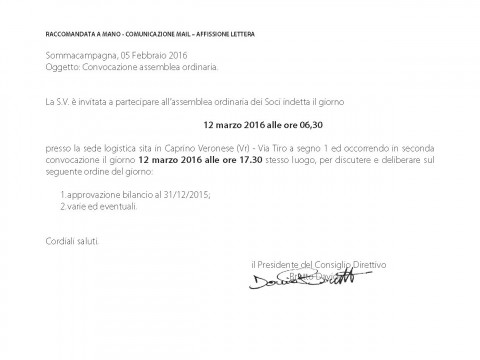 RACCOMANDATA A MANO - COMUNICAZIONE MAIL – AFFISSIONE LETTERA
Sommacampagna, 05 Febbraio 2016
Oggetto: Convocazione assemblea ordinaria.
La S.V. è invitata a partecipare all'assemblea ordinaria dei Soci indetta il giorno
12 marzo 2016 alle ore 06,30
presso la sede logistica sita in Caprino Veronese (Vr) - Via Tiro a segno 1 ed occorrendo in seconda
convocazione il giorno 12 marzo 2016 alle ore 17.30 stesso luogo, per discutere e deliberare sul
seguente ordine del giorno:
1.approvazione bilancio al 31/12/2015;
2.varie ed eventuali.
Cordiali saluti.
il Presidente del Consiglio Direttivo